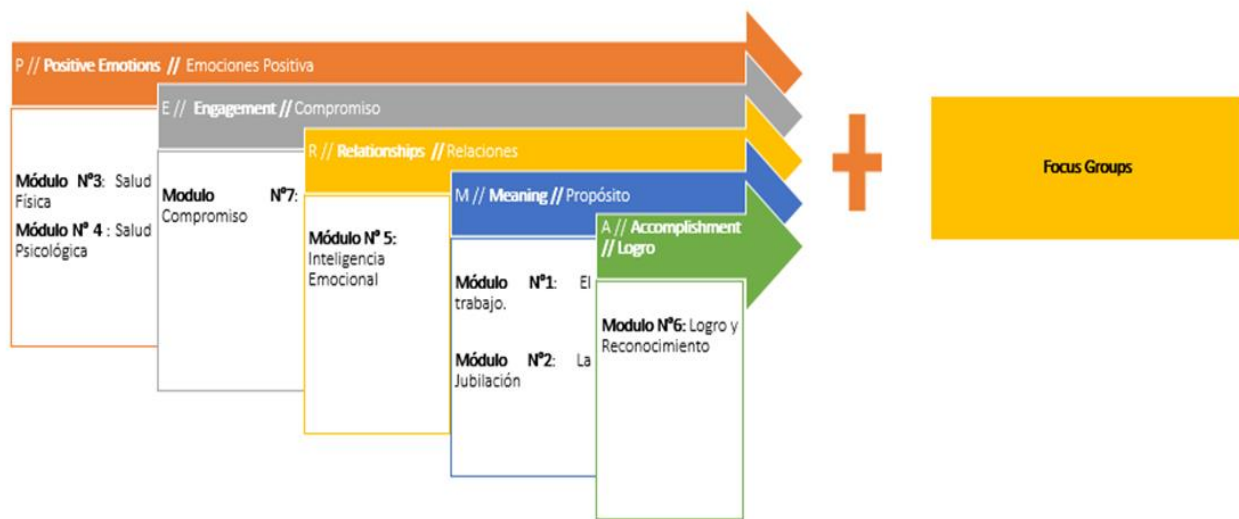 P // Positive Emotions // Emociones Positiva
Módulo N°3: Salud
Física
Módulo N° 4 : Salud
Psicológica
E // Engagement // Compromiso
Modulo N°7:
Compromiso
R // Relationships // Relaciones
Módulo N° 5:
Inteligencia
Emocional
M // Meaning // Propósito
Módulo N°1: El
trabajo.
Módulo N°2: La
Jubilación
A // Accomplishment
// Logro
Modulo N°6: Logro y
Reconocimiento
Focus Groups